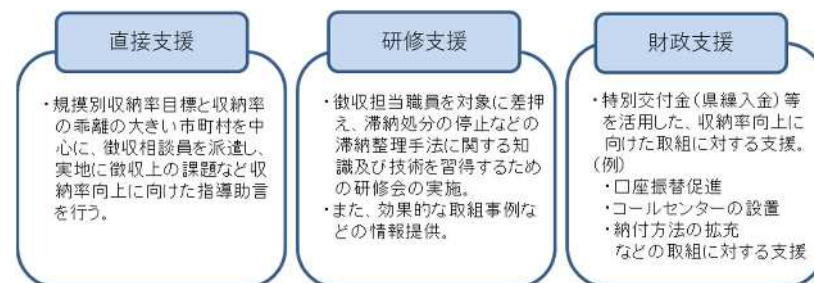 直接支援
・規摸別収納率目標と収納率
の乖離の大きい市町村を中
心に、徴収相談員を派遣し、
実地に徴収上の課題など収
納率向上に向けた指導助言
を行う。
研修支援
・徴収担当職員を対象に差押
え、滞納処分の停止などの
滞納整理手法に関する知
識及び技術を習得するため
の研修会の実施。
・また、効果的な取組事例な
どの情報提供。
財政支援
・特別交付金(県繰入金)等
を活用した、収納率向上に
向けた取組に対する支援。
(例)
・口座振替促進
・コールセンターの設置
・納付方法の拡充
などの取組に対する支援